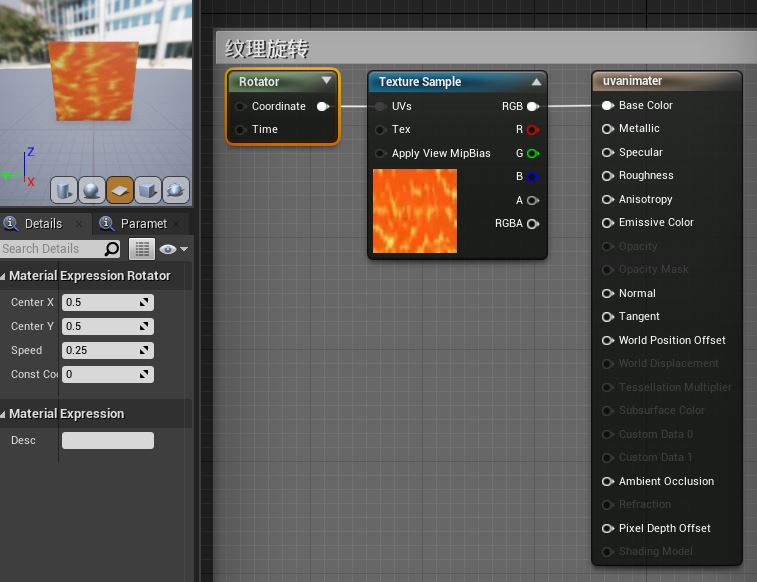 纹理旋转
Rotator
Coordinate
Time
Texture Sample
UVs
RGB
Tex
R
Apply View MipBias
G
B
A
RGBA
uvanimater
Base Color
Metallic
Specular
Roughness
Anisotropy
Emissive Color
Opacity
Opacity Mask
Normal
Tangent
World Position Offset
World Displacement
Tessellation Multiplier
Subsurface Color
Custom Data 0
Custom Data 1
Ambient Occlusion
Refraction
Pixel Depth Offset
Shading Model
Z
X
Details
Paramet
Search Details
Material Expression Rotator
Center X 0.5
Center Y 0.5
Speed 0.25
Const Coo 0
Material Expression
Desc